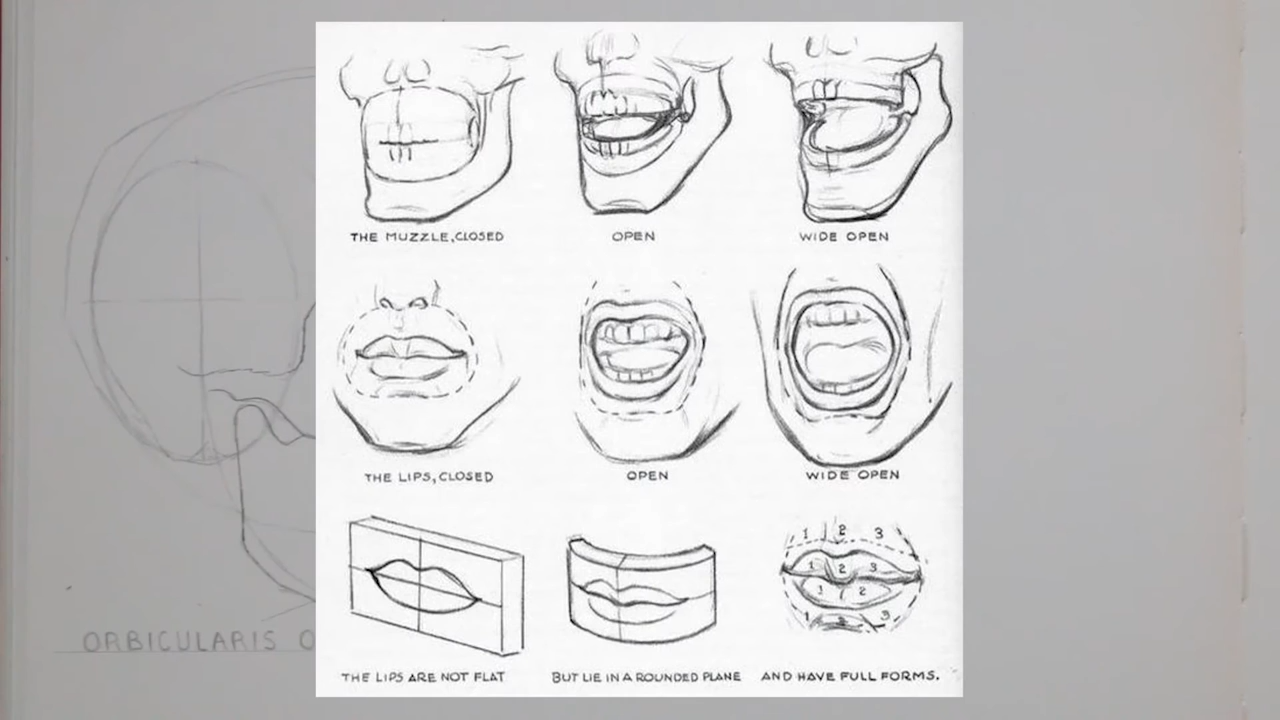 THE MUZZLE, CLOSED
OPEN
WIDE OPEN
THE LIPS, CLOSED
OPEN
WIDE OPEN
1 2 3
1 2 3
1 2
1 2 3
THE LIPS ARE NOT FLAT
BUT LIE IN A ROUNDED PLANE
AND HAVE FULL FORMS.
ORBICULARIS